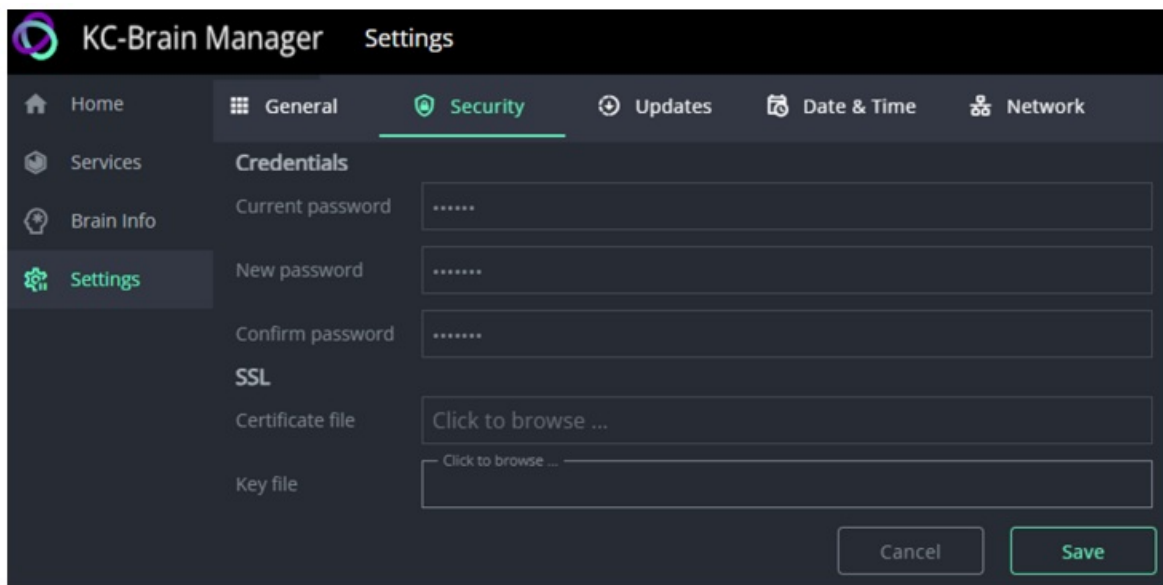 KC-Brain Manager Settings
Home
Services
Brain Info
Settings
General Security Updates Date & Time Network
Credentials
Current password ••••••
New password •••••••
Confirm password •••••••
SSL
Certificate file Click to browse ...
Click to browse ...
Key file
Cancel Save